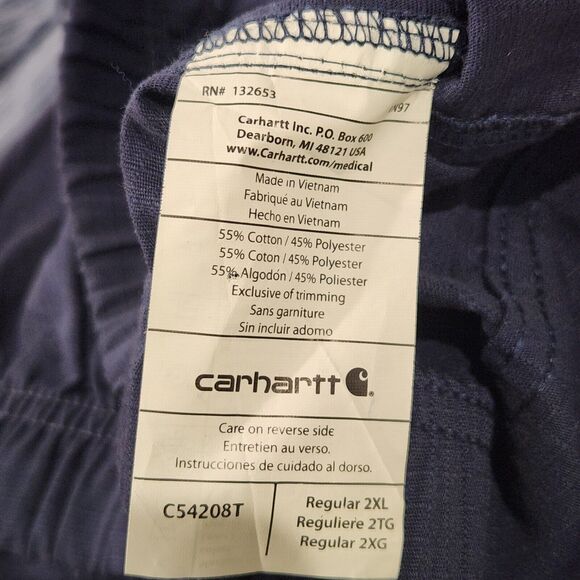 RN# 132653
IN97
Carhartt Inc. P.O. Box 600
Dearborn, MI 48121 USA
www.Carhartt.com/medical
Made in Vietnam
Fabriqué au Vietnam
Hecho en Vietnam
55% Cotton / 45% Polyester
55% Coton / 45% Polyester
55% Algodón / 45% Poliester
Exclusive of trimming
Sans garniture
Sin incluir adorno
carhartt
Care on reverse side
Entretien au verso.
Instrucciones de cuidado al dorso.
C54208T
Regular 2XL
Reguliere 2TG
Regular 2XG